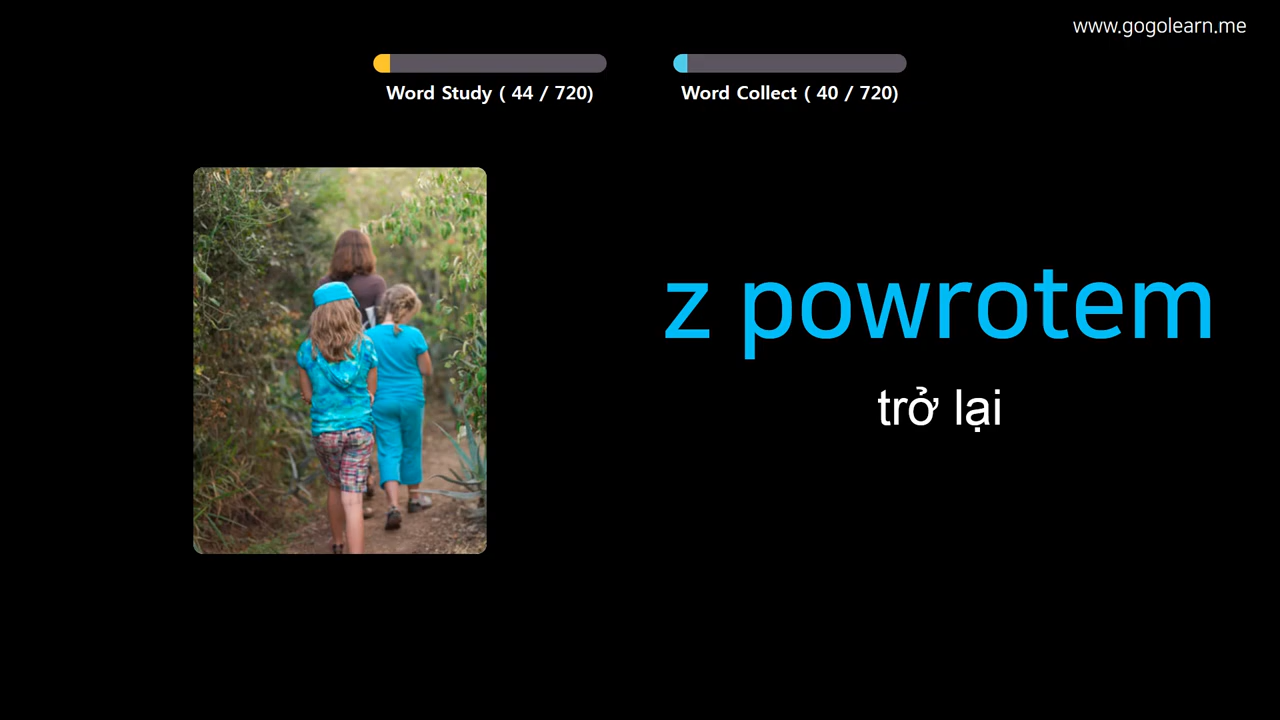 www.gogolearn.me
Word Study ( 44 / 720)
Word Collect ( 40 / 720)
z powrotem
trở lại